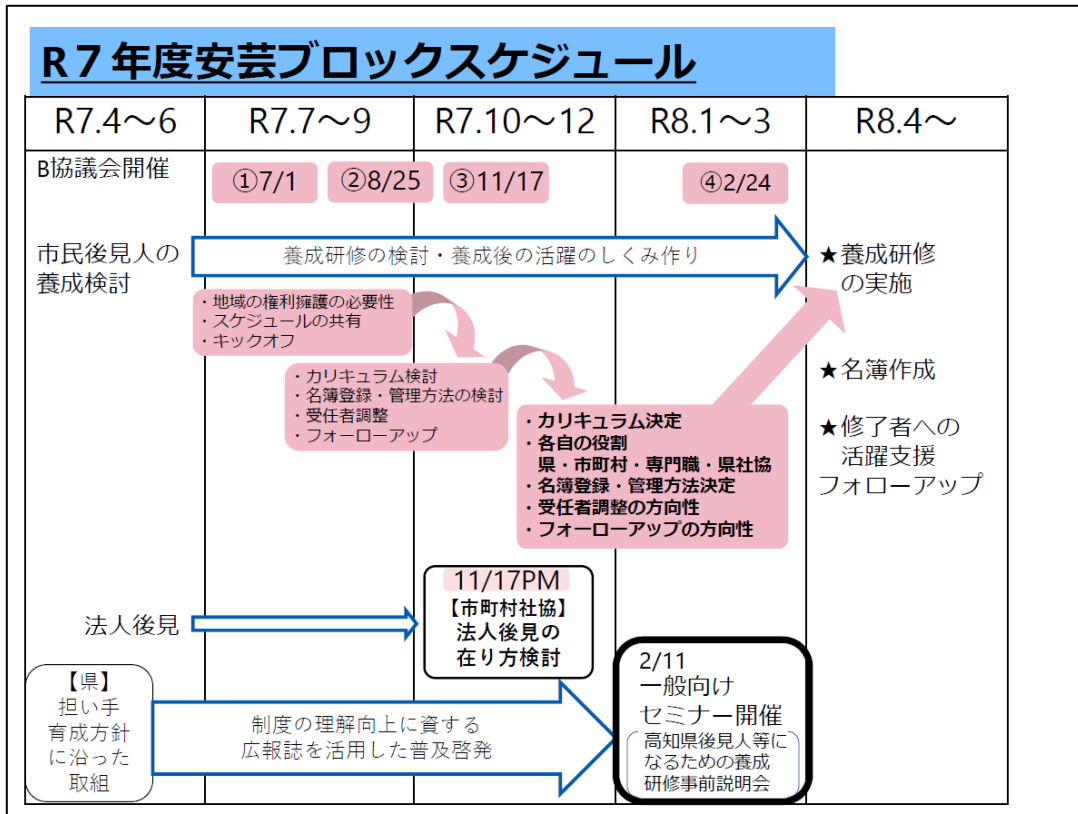 R７年度安芸ブロックスケジュール
R7.4～6
R7.7～9
R7.10～12
R8.1～3
R8.4～
B協議会開催
①7/1
②8/25
③11/17
④2/24
市民後見人の
養成検討
養成研修の検討・養成後の活躍のしくみ作り
★養成研修
の実施
・地域の権利擁護の必要性
・スケジュールの共有
・キックオフ
・カリキュラム検討
・名簿登録・管理方法の検討
・受任者調整
・フォーローアップ
・カリキュラム決定
・各自の役割
県・市町村・専門職・県社協
・名簿登録・管理方法決定
・受任者調整の方向性
・フォーローアップの方向性
★名簿作成
★修了者への
活躍支援
フォローアップ
法人後見
11/17PM
【市町村社協】
法人後見の
在り方検討
【県】
担い手
育成方針
に沿った
取組
制度の理解向上に資する
広報誌を活用した普及啓発
2/11
一般向け
セミナー開催
高知県後見人等に
なるための養成
研修事前説明会